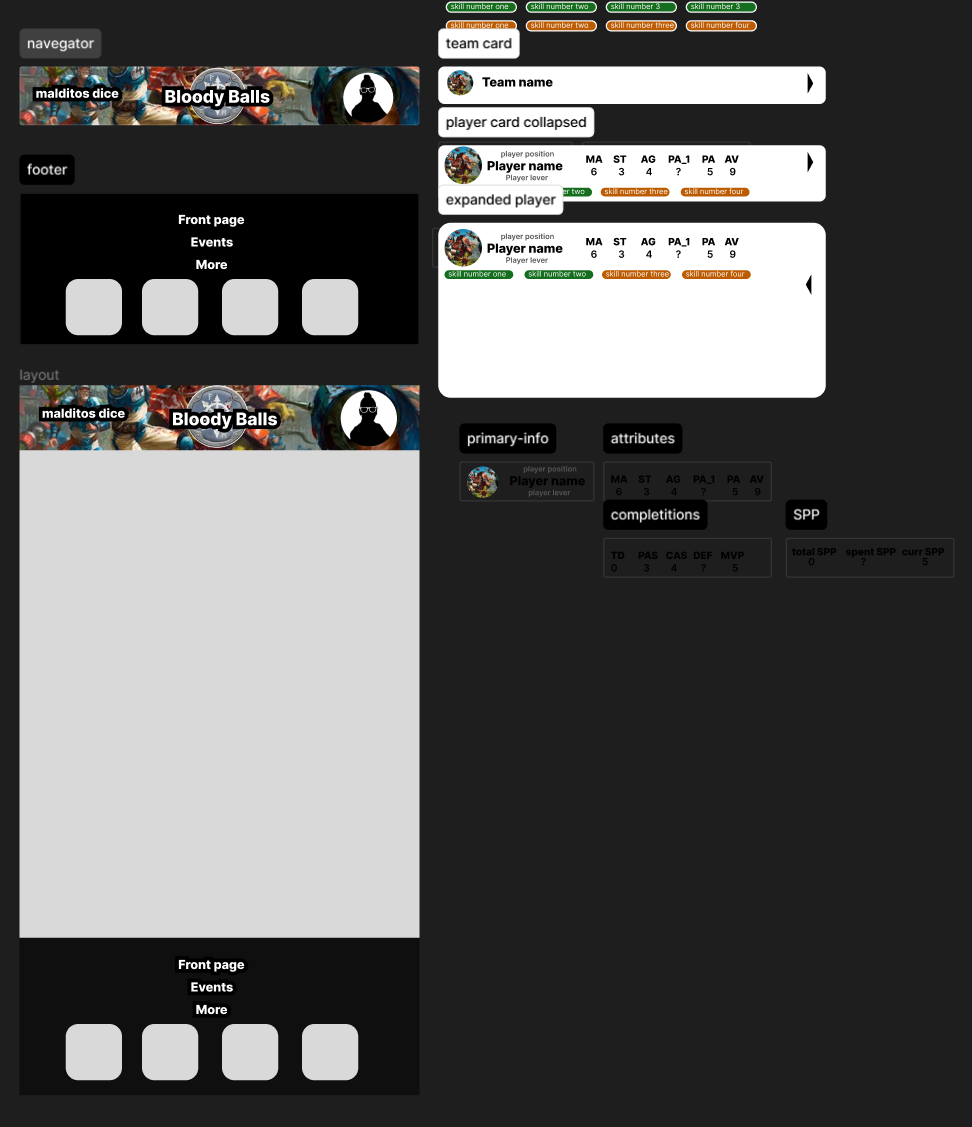 skill number one skill number two skill number 3 skill number 3
skill number one skill number two skill number three skill number four
navegator
malditos dice
Bloody Balls
footer
Front page
Events
More
layout
malditos dice
Bloody Balls
Front page
Events
More
team card
Team name
player card collapsed
player position
Player name
Player lever
MA ST AG PA_1 PA AV
6 3 4 ? 5 9
er two skill number three skill number four
expanded player
player position
Player name
Player lever
MA ST AG PA_1 PA AV
6 3 4 ? 5 9
skill number one skill number two skill number three skill number four
primary-info
player position
Player name
player lever
attributes
MA ST AG PA_1 PA AV
6 3 4 ? 5 9
completitions
TD PAS CAS DEF MVP
0 3 4 ? 5
SPP
total SPP spent SPP curr SPP
0 ? 5